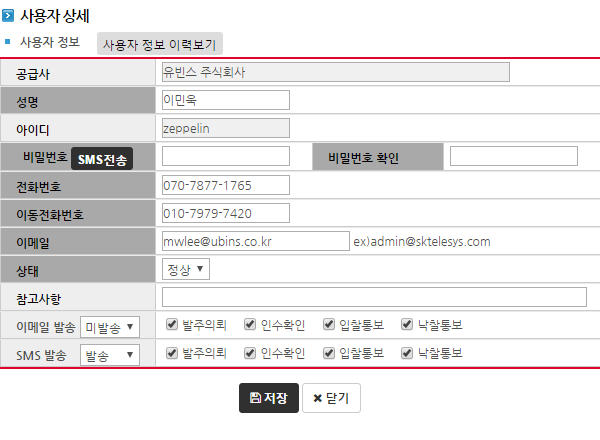 사용자 상세
사용자 정보 사용자 정보 이력보기
공급사 유빈스 주식회사
성명 이민욱
아이디 zeppelin
비밀번호 SMS전송 비밀번호 확인
전화번호 070-7877-1765
이동전화번호 010-7979-7420
이메일 mwlee@ubins.co.kr ex)admin@sktelesys.com
상태 정상
참고사항
이메일 발송 미발송 발주의뢰 인수확인 입찰통보 낙찰통보
SMS 발송 발송 발주의뢰 인수확인 입찰통보 낙찰통보
저장 닫기